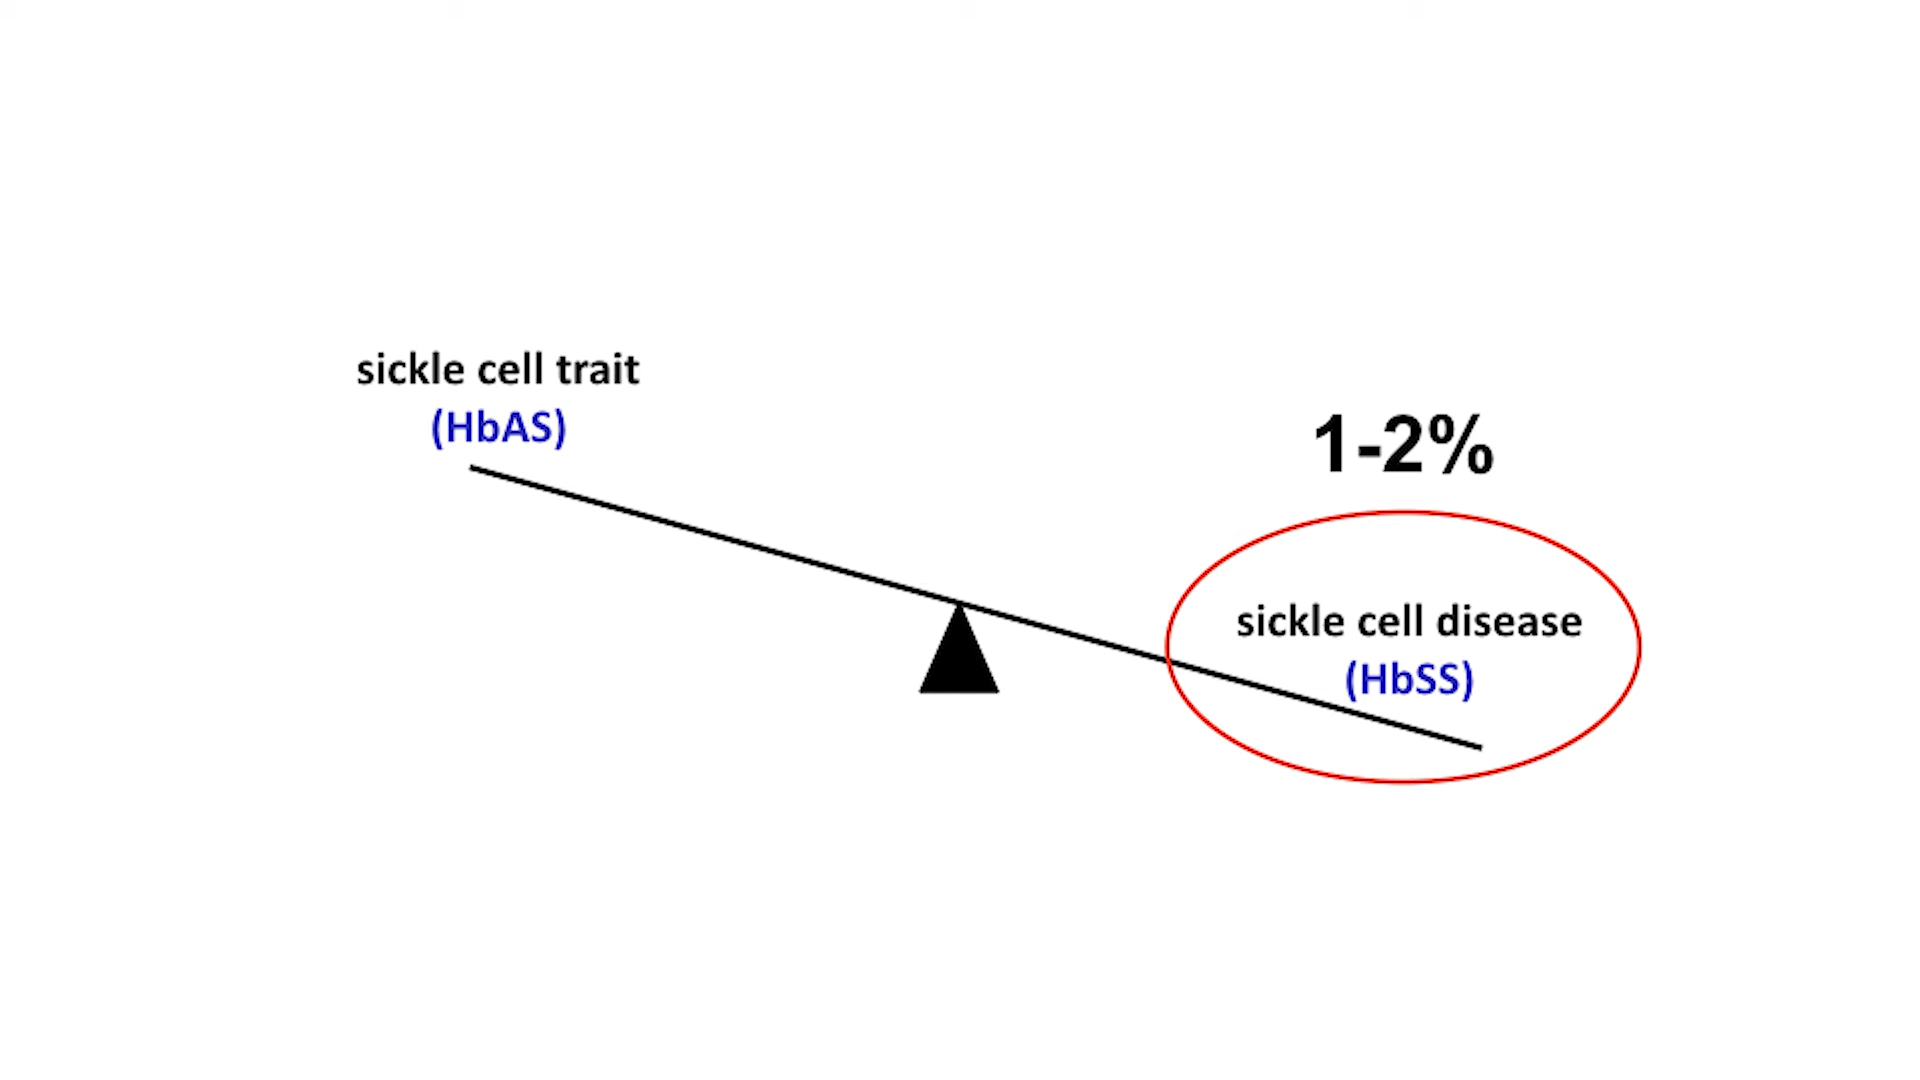 sickle cell trait
(HbAS)
1-2%
sickle cell disease
(HbSS)